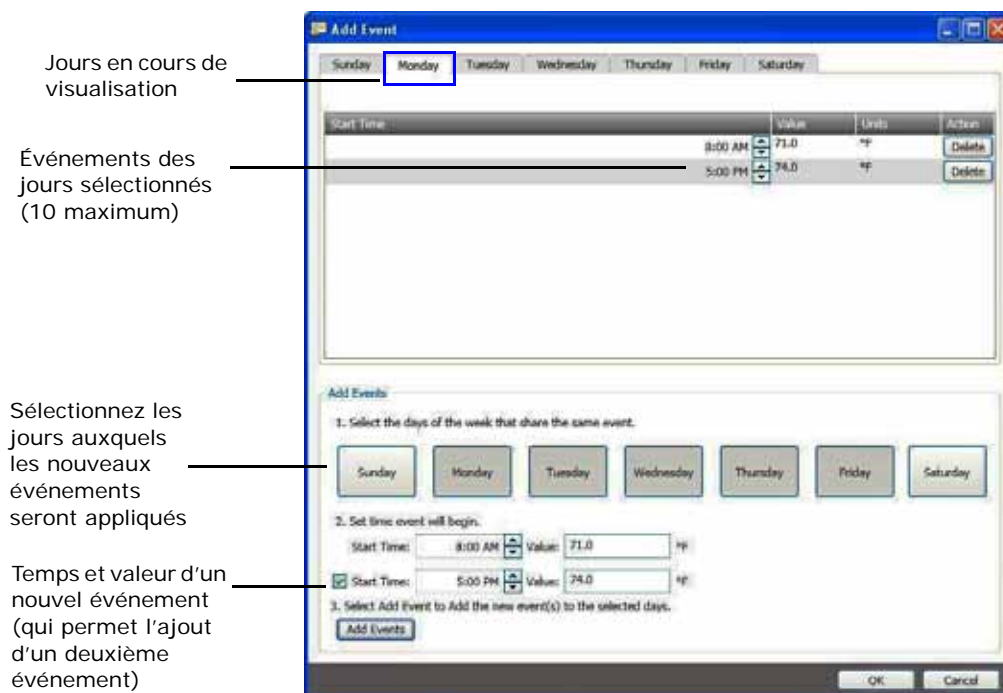 Add Event
Jours en cours de
visualisation
Sunday Monday Tuesday Wednesday Thursday Friday Saturday
Start Time Value Units Action
8:00 AM 71.0 °F Delete
5:00 PM 74.0 °F Delete
Événements des
jours sélectionnés
(10 maximum)
Add Events
1. Select the days of the week that share the same event.
Sélectionnez les
jours auxquels
les nouveaux
événements
seront appliqués
Sunday Monday Tuesday Wednesday Thursday Friday Saturday
2. Set time event will begin.
Start Time: 8:00 AM Value: 71.0 °F
Start Time: 5:00 PM Value: 74.0 °F
Temps et valeur d'un
nouvel événement
(qui permet l'ajout
d'un deuxième
événement)
3. Select Add Event to Add the new event(s) to the selected days.
Add Events
OK Cancel